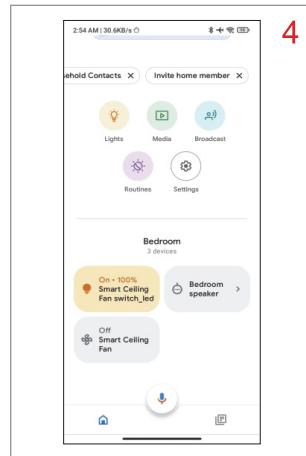 4
2:54 AM | 30.6KB/s
ehold Contacts X
Invite home member X
Lights
Media
Broadcast
Routines
Settings
Bedroom
3 devices
On • 100%
Smart Ceiling
Fan switch_led
Bedroom
speaker
Off
Smart Ceiling
Fan